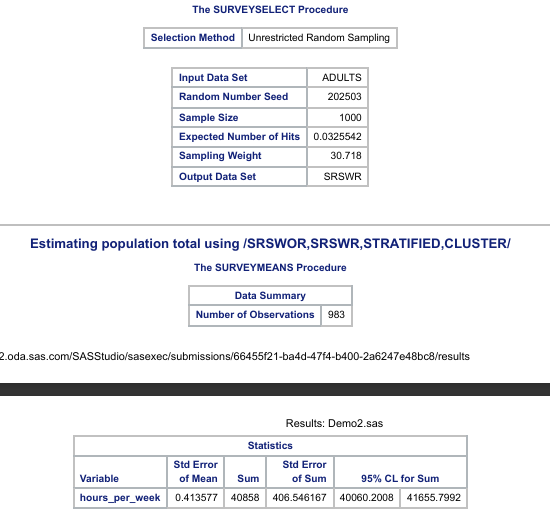 The SURVEYSELECT Procedure
Selection Method Unrestricted Random Sampling
Input Data Set ADULTS
Random Number Seed 202503
Sample Size 1000
Expected Number of Hits 0.0325542
Sampling Weight 30.718
Output Data Set SRSWR
Estimating population total using /SRSWOR,SRSWR,STRATIFIED,CLUSTER/
The SURVEYMEANS Procedure
Data Summary
Number of Observations 983
2.oda.sas.com/SASStudio/sasexec/submissions/66455f21-ba4d-47f4-b400-2a6247e48bc8/results
Results: Demo2.sas
Statistics
Std Error Std Error
Variable of Mean Sum of Sum 95% CL for Sum
hours_per_week 0.413577 40858 406.546167 40060.2008 41655.7992